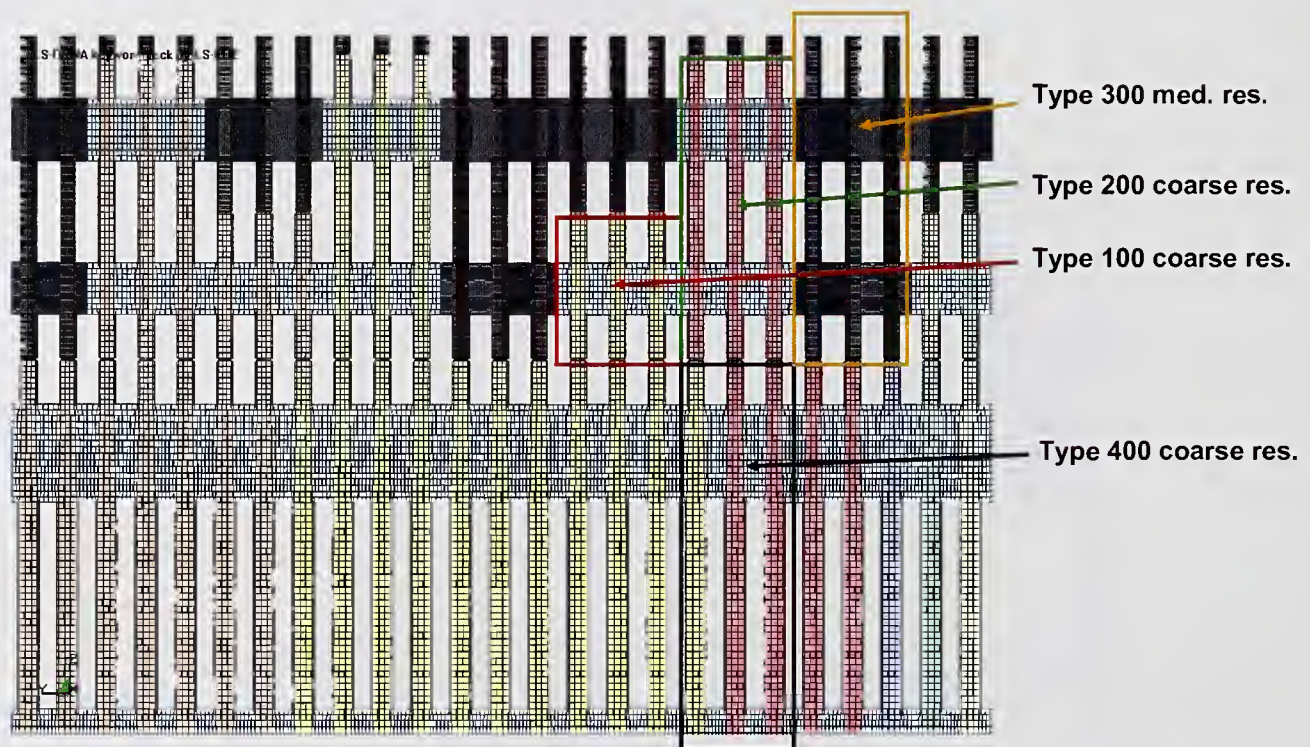 Type 300 med. res.
Type 200 coarse res.
Type 100 coarse res.
Type 400 coarse res.